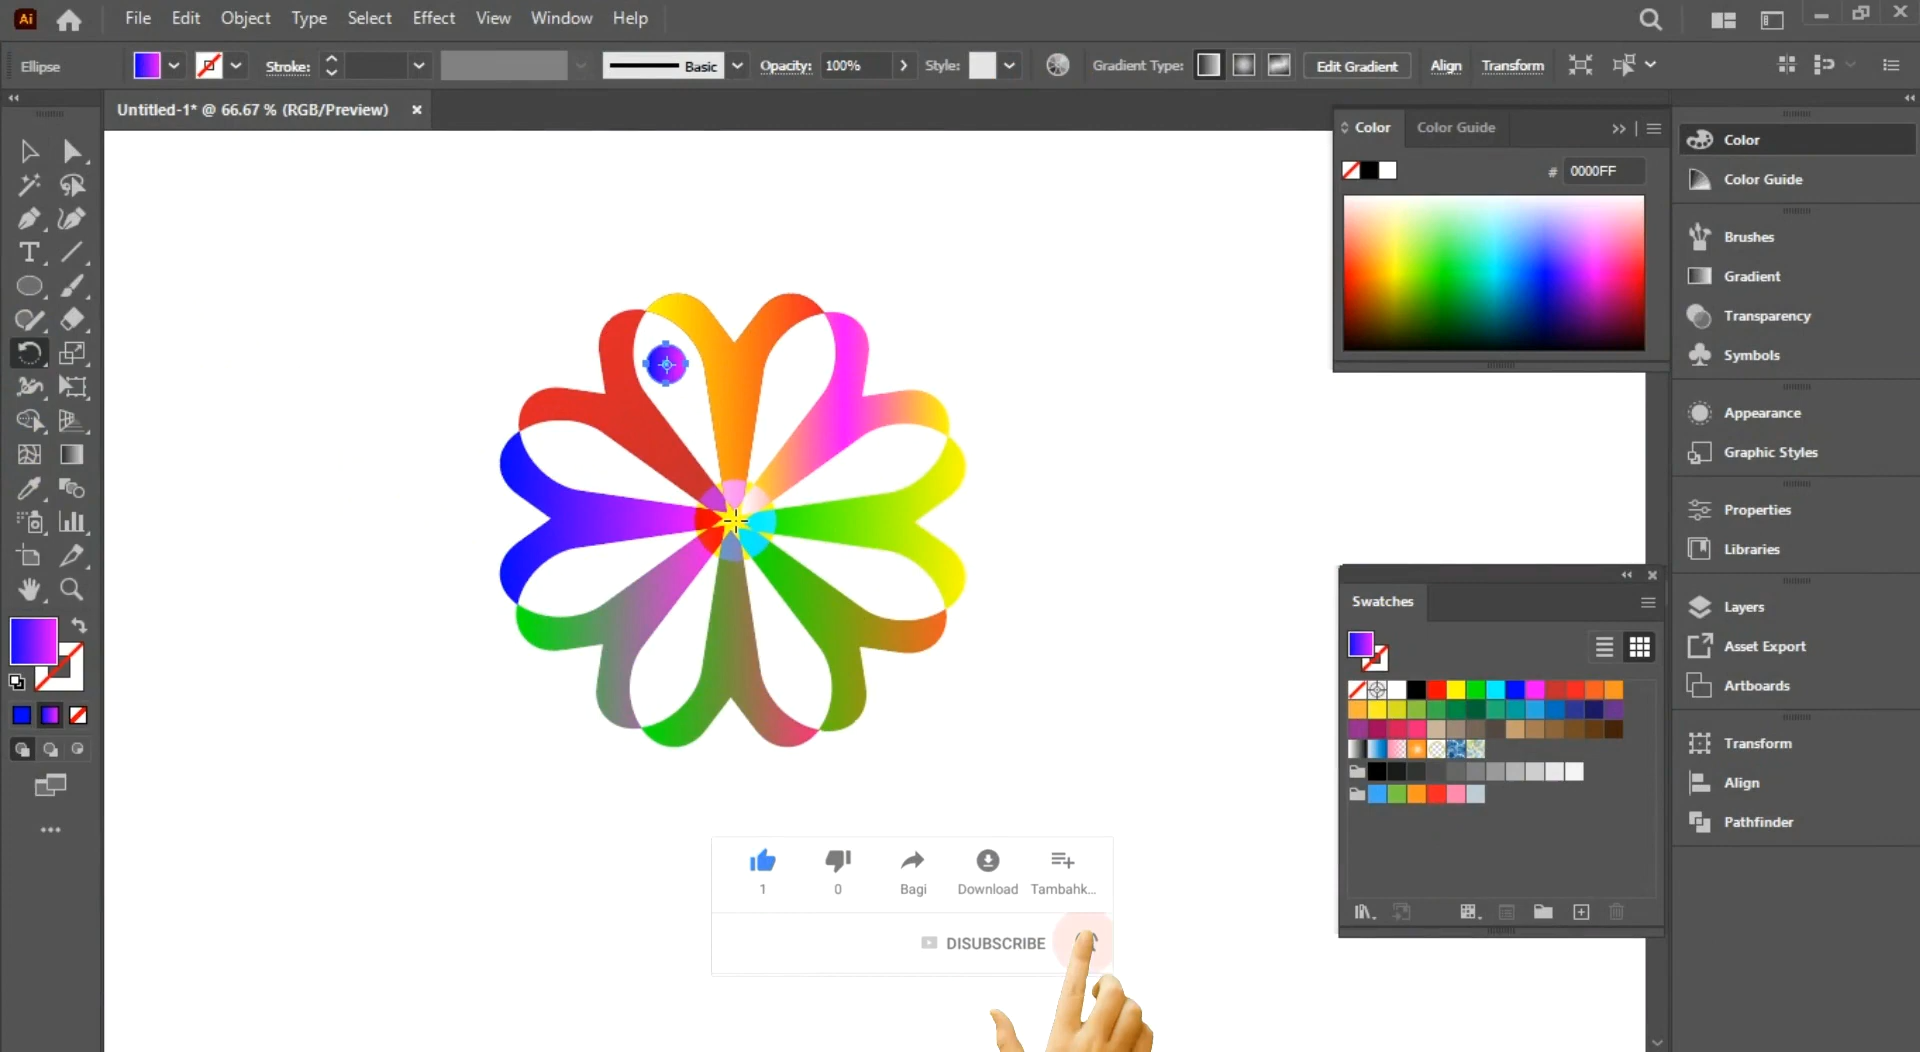 Ai File Edit Object Type Select Effect View Window Help
Ellipse Stroke: Basic Opacity: 100% Style: Gradient Type: Edit Gradient Align Transform
Untitled-1* @ 66.67 % (RGB/Preview) ×
Color Color Guide
# 0000FF
Color
Color Guide
Brushes
Gradient
Transparency
Symbols
Appearance
Graphic Styles
Properties
Libraries
Layers
Asset Export
Artboards
Transform
Align
Pathfinder
Swatches
1 0 Bagi Download Tambahk...
DISUBSCRIBE